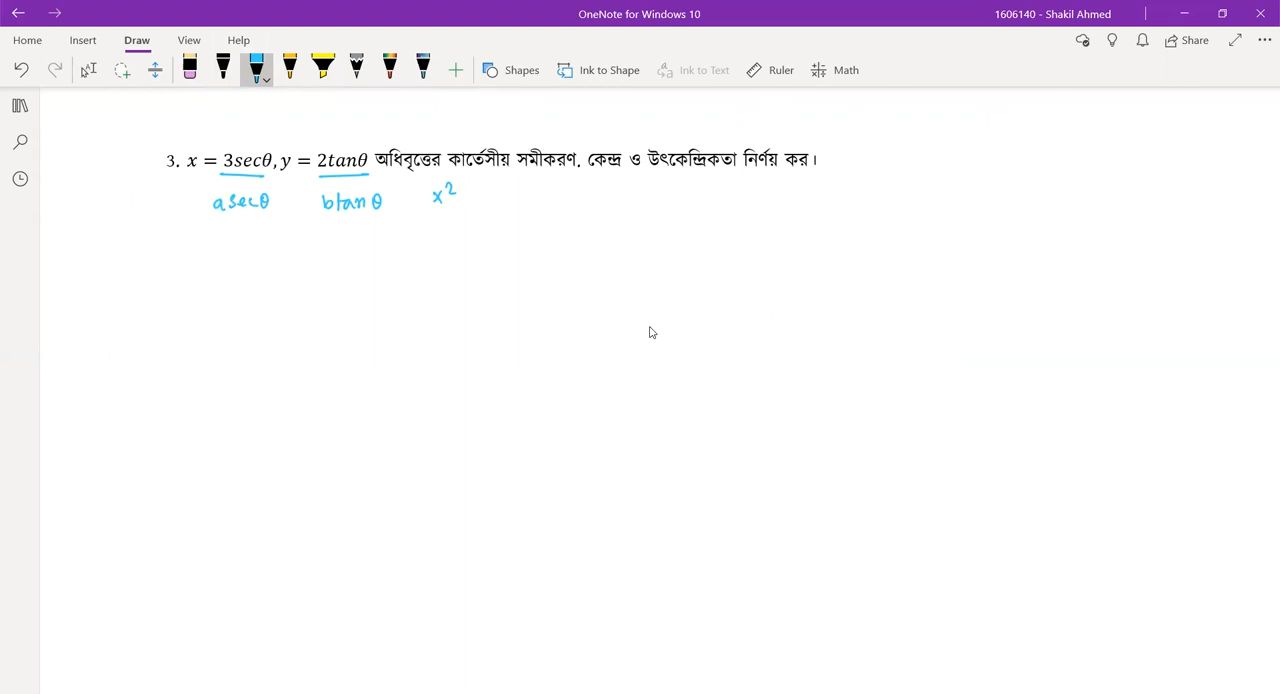 OneNote for Windows 10
1606140 - Shakil Ahmed
Home Insert Draw View Help
Share
Shapes Ink to Shape Ink to Text Ruler Math
3. x = 3secθ, y = 2tanθ অধিবৃত্তের কার্তেসীয় সমীকরণ. কেন্দ্র ও উৎকেন্দ্রিকতা নির্ণয় কর।
a secθ b tan θ x²